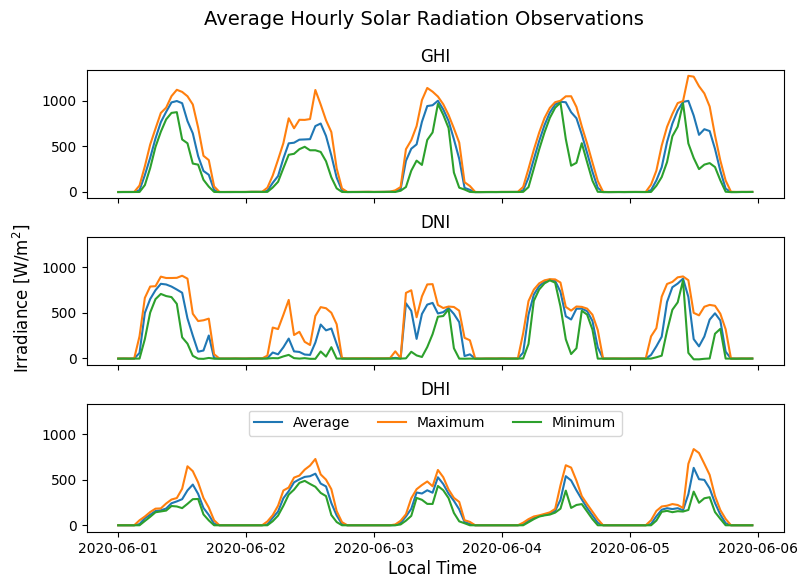 Average Hourly Solar Radiation Observations
GHI
1000
500
0
DNI
1000
500
0
Irradiance [W/m²]
DHI
Average Maximum Minimum
1000
500
0
2020-06-01 2020-06-02 2020-06-03 2020-06-04 2020-06-05 2020-06-06
Local Time